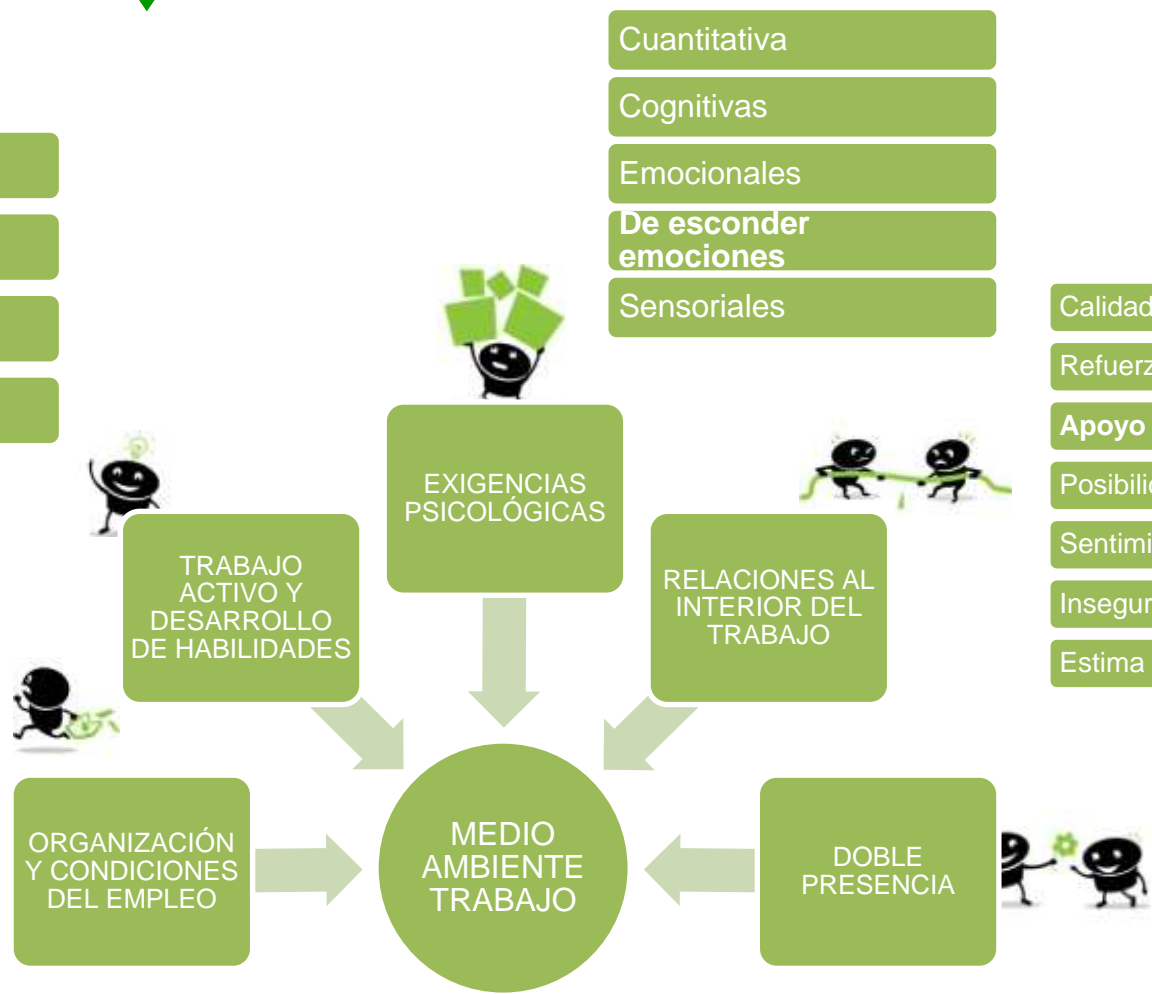 Cuantitativa
Cognitivas
Emocionales
De esconder
emociones
Sensoriales
Calidad
Refuerz
Apoyo
Posibili
Sentimi
Insegur
Estima
EXIGENCIAS
PSICOLÓGICAS
TRABAJO
ACTIVO Y
DESARROLLO
DE HABILIDADES
RELACIONES AL
INTERIOR DEL
TRABAJO
ORGANIZACIÓN
Y CONDICIONES
DEL EMPLEO
MEDIO
AMBIENTE
TRABAJO
DOBLE
PRESENCIA